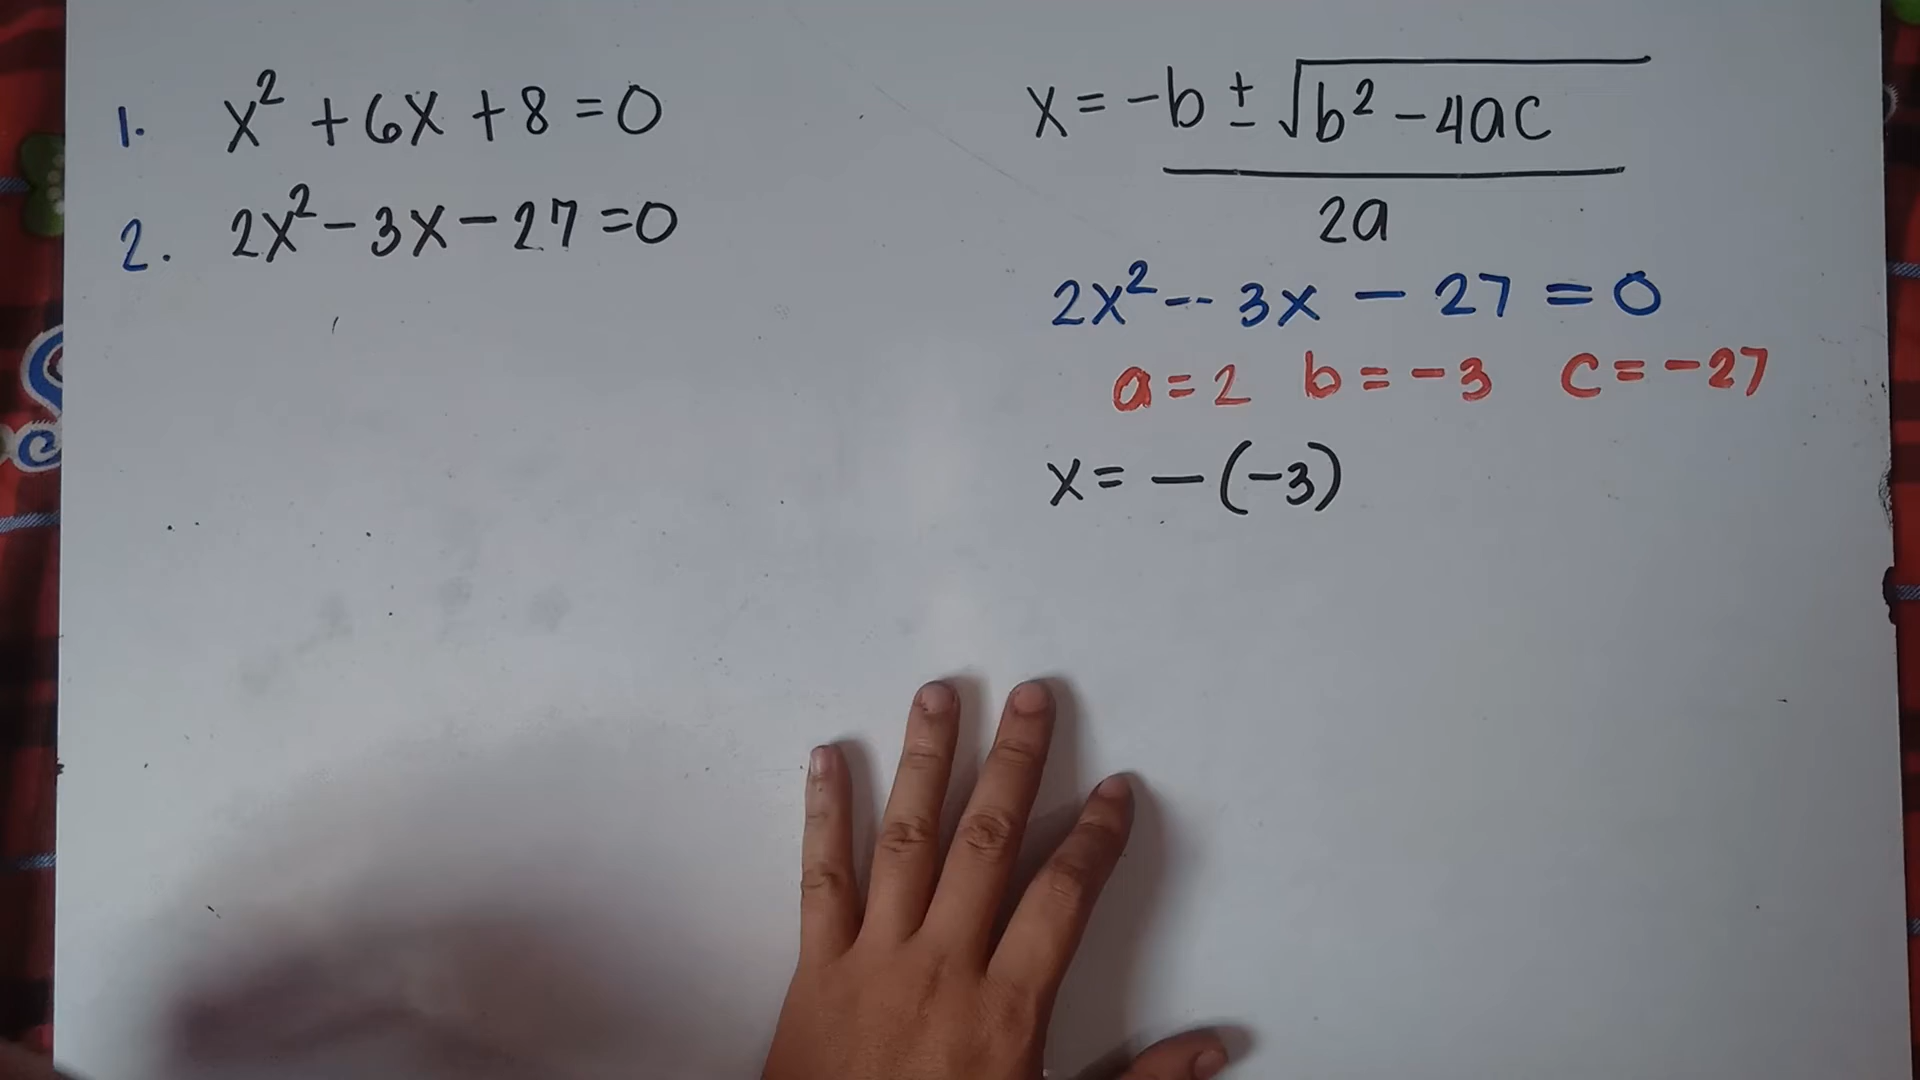 1. x² + 6x + 8 = 0
2. 2x² - 3x - 27 = 0
x = -b ± √b² - 4ac
2a
2x² -- 3x - 27 = 0
a = 2 b = -3 c = -27
x = -(-3)